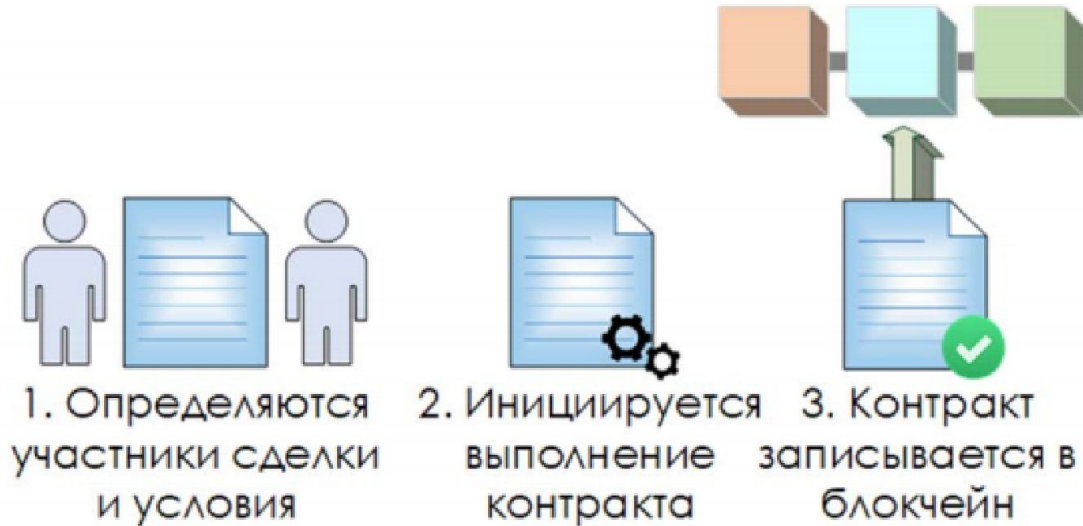 1. Определяются
участники сделки
и условия
2. Инициируется
выполнение
контракта
3. Контракт
записывается в
блокчейн